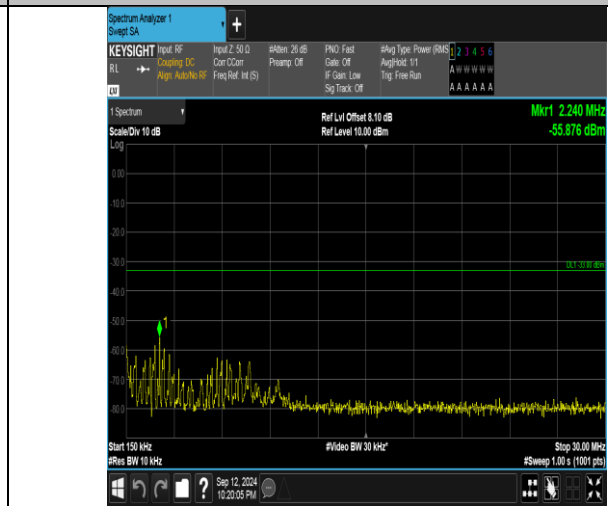 Spectrum Analyzer 1
Swept SA
+
KEYSIGHT Input: RF Input Z: 50 Ω #Atten: 26 dB PNO: Fast #Avg Type: Power (RMS 1 2 3 4 5 6
RL Coupling: DC Corr CCorr Preamp: Off Gate: Off Avg|Hold: 1/1 A W W W W W
Align: Auto/No RF Freq Ref: Int (S) IF Gain: Low Trig: Free Run
Sig Track: Off A A A A A A
LXI
1 Spectrum Ref Lvl Offset 8.10 dB Mkr1 2.240 MHz
Scale/Div 10 dB Ref Level 10.00 dBm -55.876 dBm
Log
0.00
-10.0
-20.0
-30.0
DL1 -33.00 dBm
-40.0
-50.0
1
-60.0
-70.0
-80.0
Start 150 kHz #Video BW 30 kHz* Stop 30.00 MHz
#Res BW 10 kHz #Sweep 1.00 s (1001 pts)
? Sep 12, 2024
10:20:05 PM